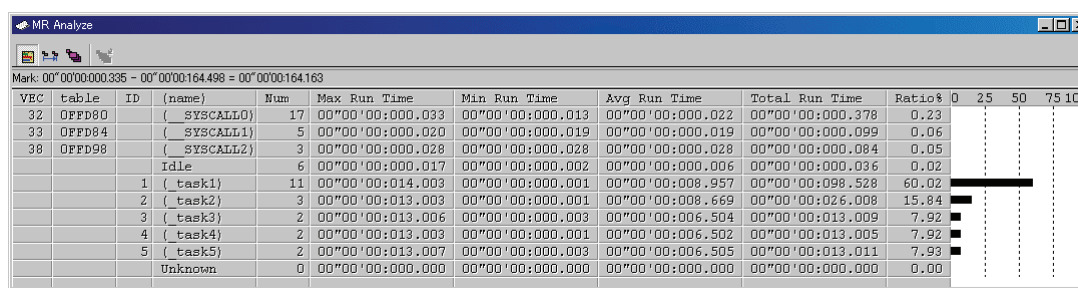 MR Analyze
Mark: 00"00'00:000.335 - 00"00'00:164.498 = 00"00'00:164.163
VEC table ID (name) Num Max Run Time Min Run Time Avg Run Time Total Run Time Ratio% 0 25 50 75 10
32 0FFD80 (__SYSCALL0) 17 00"00'00:000.033 00"00'00:000.013 00"00'00:000.022 00"00'00:000.378 0.23
33 0FFD84 (__SYSCALL1) 5 00"00'00:000.020 00"00'00:000.019 00"00'00:000.019 00"00'00:000.099 0.06
38 0FFD98 (__SYSCALL2) 3 00"00'00:000.028 00"00'00:000.028 00"00'00:000.028 00"00'00:000.084 0.05
Idle 6 00"00'00:000.017 00"00'00:000.002 00"00'00:000.006 00"00'00:000.036 0.02
1 (_task1) 11 00"00'00:014.003 00"00'00:000.001 00"00'00:008.957 00"00'00:098.528 60.02
2 (_task2) 3 00"00'00:013.003 00"00'00:000.001 00"00'00:008.669 00"00'00:026.008 15.84
3 (_task3) 2 00"00'00:013.006 00"00'00:000.003 00"00'00:006.504 00"00'00:013.009 7.92
4 (_task4) 2 00"00'00:013.003 00"00'00:000.001 00"00'00:006.502 00"00'00:013.005 7.92
5 (_task5) 2 00"00'00:013.007 00"00'00:000.003 00"00'00:006.505 00"00'00:013.011 7.93
Unknown 0 00"00'00:000.000 00"00'00:000.000 00"00'00:000.000 00"00'00:000.000 0.00